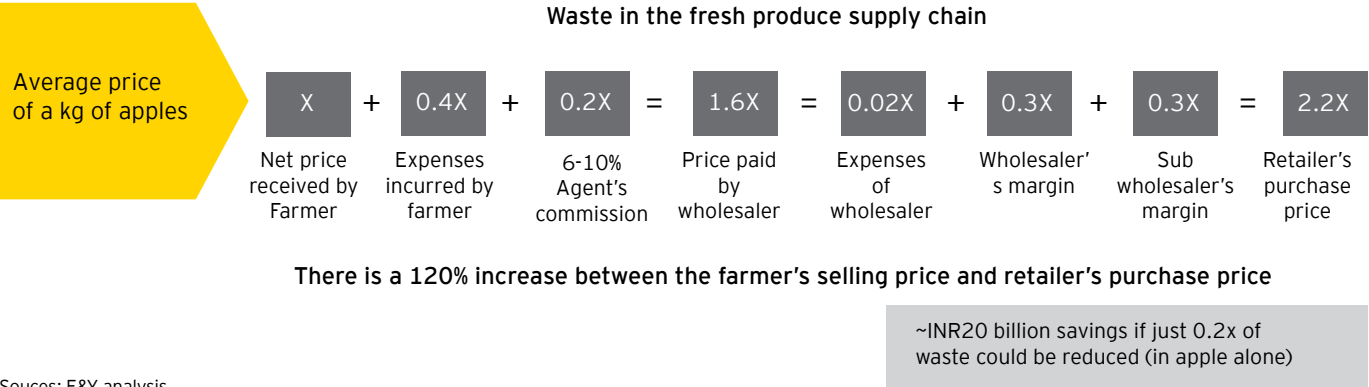 Waste in the fresh produce supply chain
Average price
of a kg of apples
X + 0.4X + 0.2X = 1.6X = 0.02X + 0.3X + 0.3X = 2.2X
Net price
received by
Farmer
Expenses
incurred by
farmer
6-10%
Agent's
commission
Price paid
by
wholesaler
Expenses
of
wholesaler
Wholesaler'
s margin
Sub
wholesaler's
margin
Retailer's
purchase
price
There is a 120% increase between the farmer's selling price and retailer's purchase price
~INR20 billion savings if just 0.2x of
waste could be reduced (in apple alone)
Souces: E&Y analysis